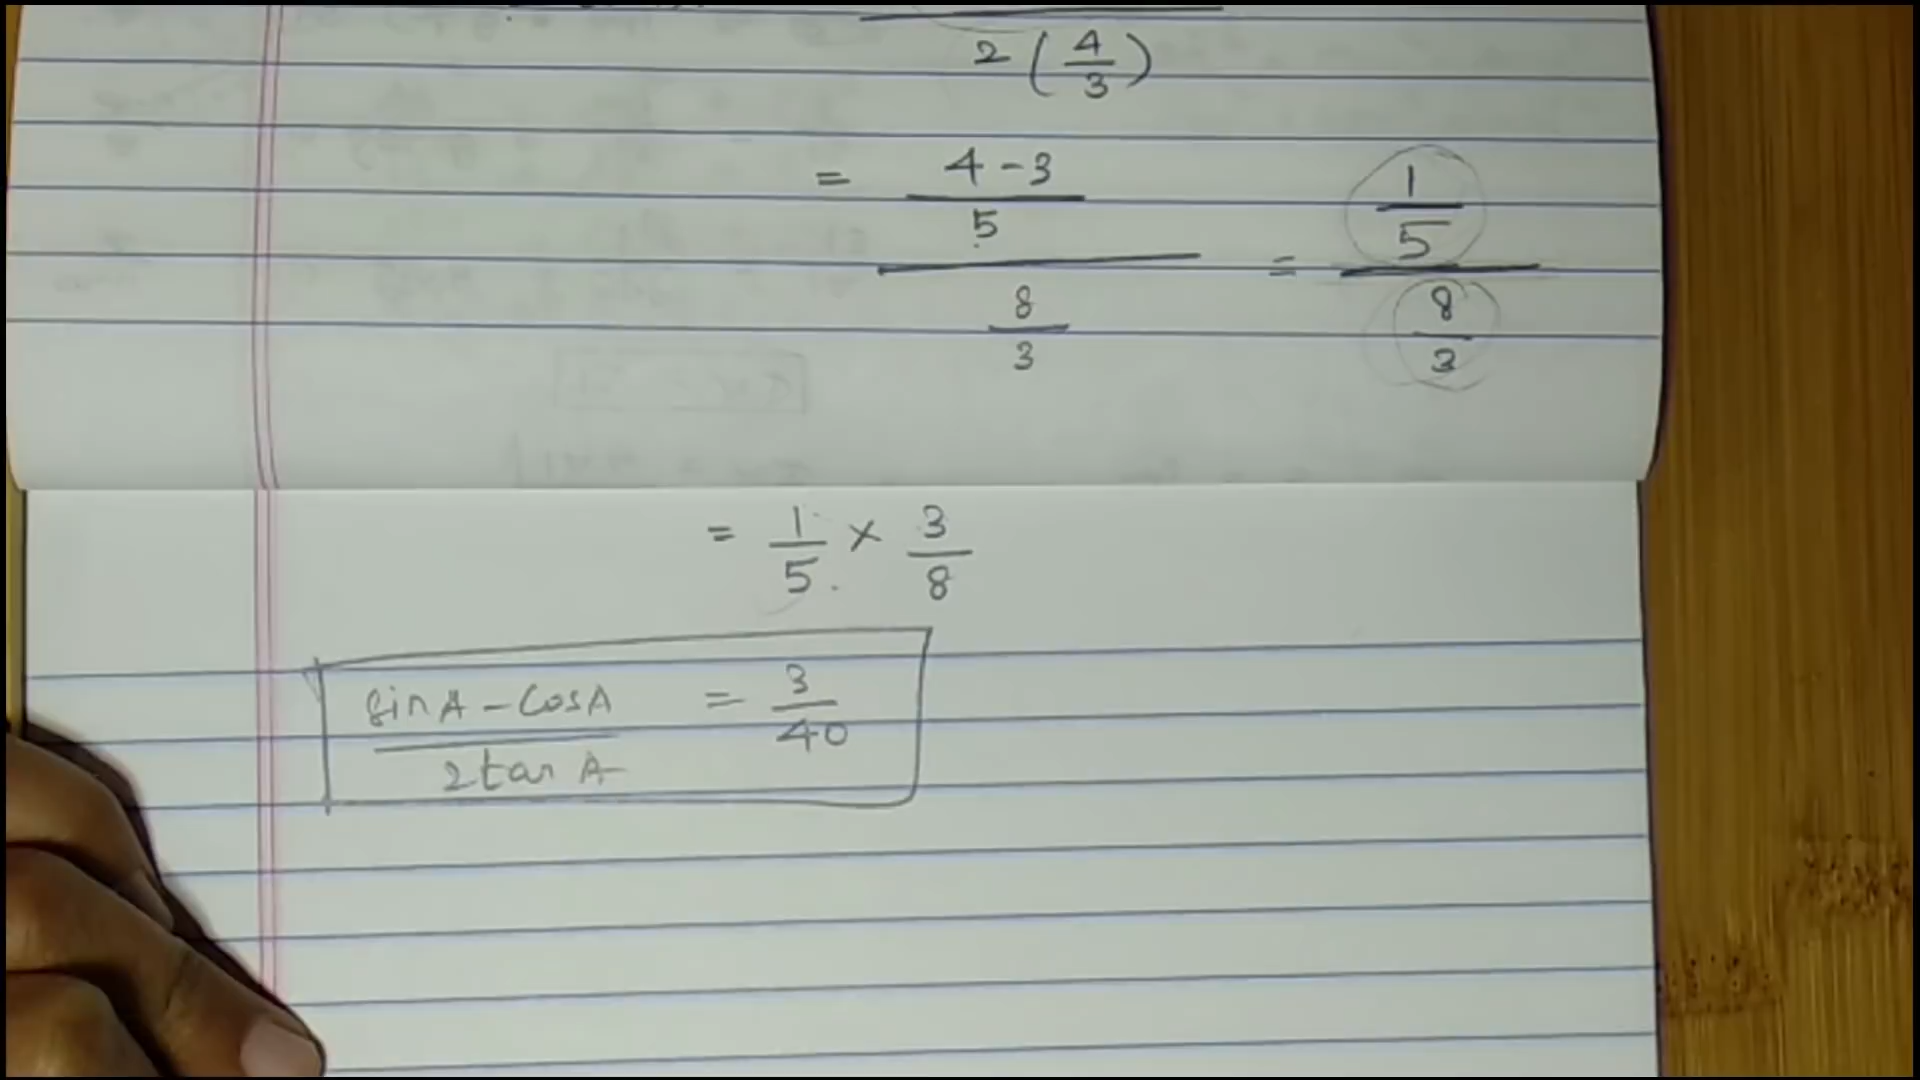 2 (4/3)
= (4-3)/5 / 8/3 = 1/5 / 8/3
= 1/5 × 3/8
(sinA - CosA)/(2tanA) = 3/40